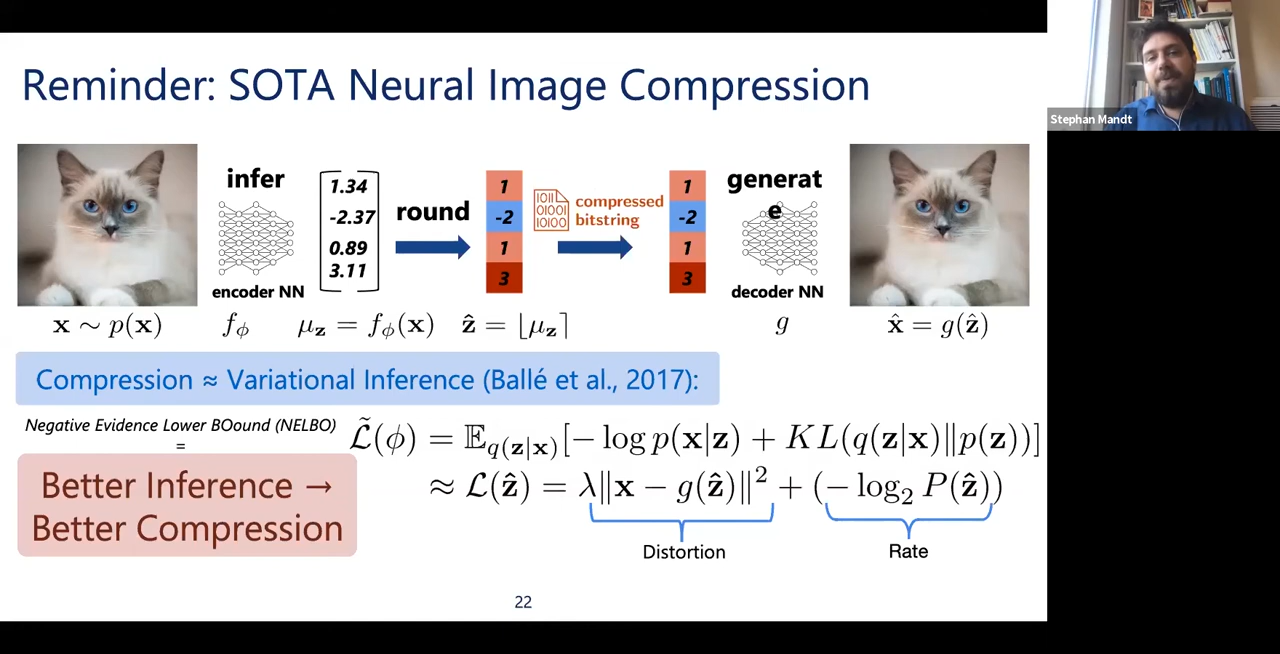 Reminder: SOTA Neural Image Compression
Stephan Mandt
infer
1.34
-2.37
0.89
3.11
round
1
-2
1
3
1011
01001
10100
compressed
bitstring
1
-2
1
3
generat
e
encoder NN
decoder NN
x ∼ p(x)
f_ϕ
μ_z = f_ϕ(x)
ẑ = ⌊μ_z⌉
g
x̂ = g(ẑ)
Compression ≈ Variational Inference (Ballé et al., 2017):
Negative Evidence Lower BOound (NELBO)
=
ℒ̃(ϕ) = 𝔼_q(z|x)[− log p(x|z) + KL(q(z|x)‖p(z))]
Better Inference →
Better Compression
≈ ℒ(ẑ) = λ‖x − g(ẑ)‖² + (− log₂ P(ẑ))
Distortion
Rate
22